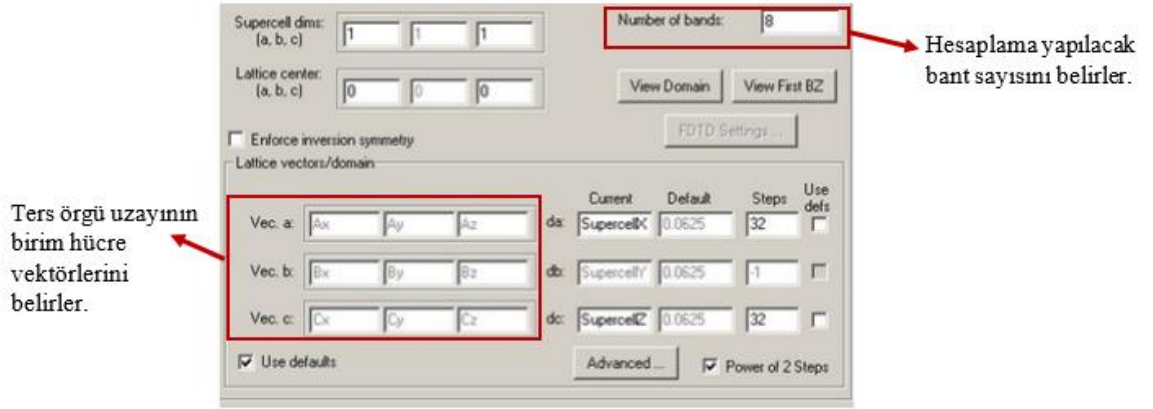 Supercell dims: (a, b, c) 1 1 1
Number of bands: 8
Hesaplama yapılacak
bant sayısını belirler.
Lattice center: (a, b, c) 0 0 0
View Domain View First BZ
FDTD Settings ...
Enforce inversion symmetry
Lattice vectors/domain
Current Default Steps Use defs
Ters örgü uzayının
birim hücre
vektörlerini
belirler.
Vec. a: Ax Ay Az da: SupercellX 0.0625 32
Vec. b: Bx By Bz db: SupercellY 0.0625 -1
Vec. c: Cx Cy Cz dc: SupercellZ 0.0625 32
Use defaults Advanced ... Power of 2 Steps